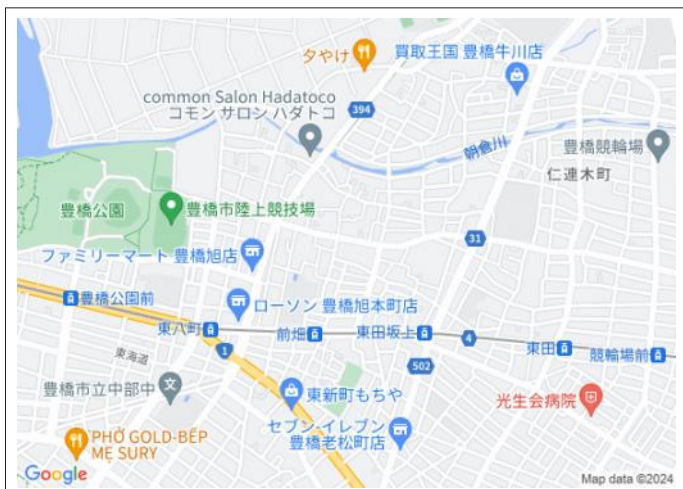 夕やけ
買取王国 豊橋牛川店
common Salon Hadatoco
コモン サロン ハダトコ
394
朝倉川
豊橋競輪場
仁連木町
豊橋公園
豊橋市陸上競技場
31
ファミリーマート 豊橋旭店
豊橋公園前
ローソン 豊橋旭本町店
東八町
前畑
東田坂上
4
東田
競輪場前
東海道
1
502
豊橋市立中部中
東新町もちや
光生会病院
セブン-イレブン
豊橋老松町店
PHỞ GOLD-BẾP
MẸ SURY
Google
Map data ©2024